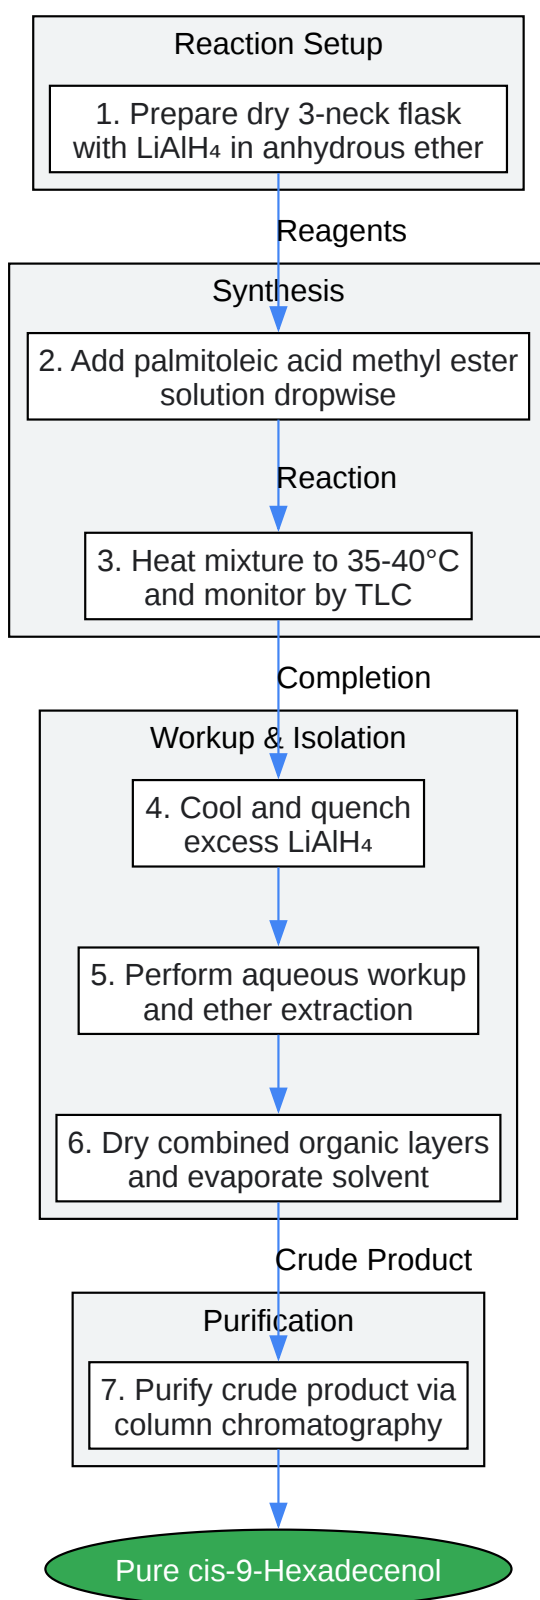 Reaction Setup
1. Prepare dry 3-neck flask
with LiAlH₄ in anhydrous ether
Reagents
Synthesis
2. Add palmitoleic acid methyl ester
solution dropwise
Reaction
3. Heat mixture to 35-40°C
and monitor by TLC
Completion
Workup & Isolation
4. Cool and quench
excess LiAlH₄
5. Perform aqueous workup
and ether extraction
6. Dry combined organic layers
and evaporate solvent
Crude Product
Purification
7. Purify crude product via
column chromatography
Pure cis-9-Hexadecenol